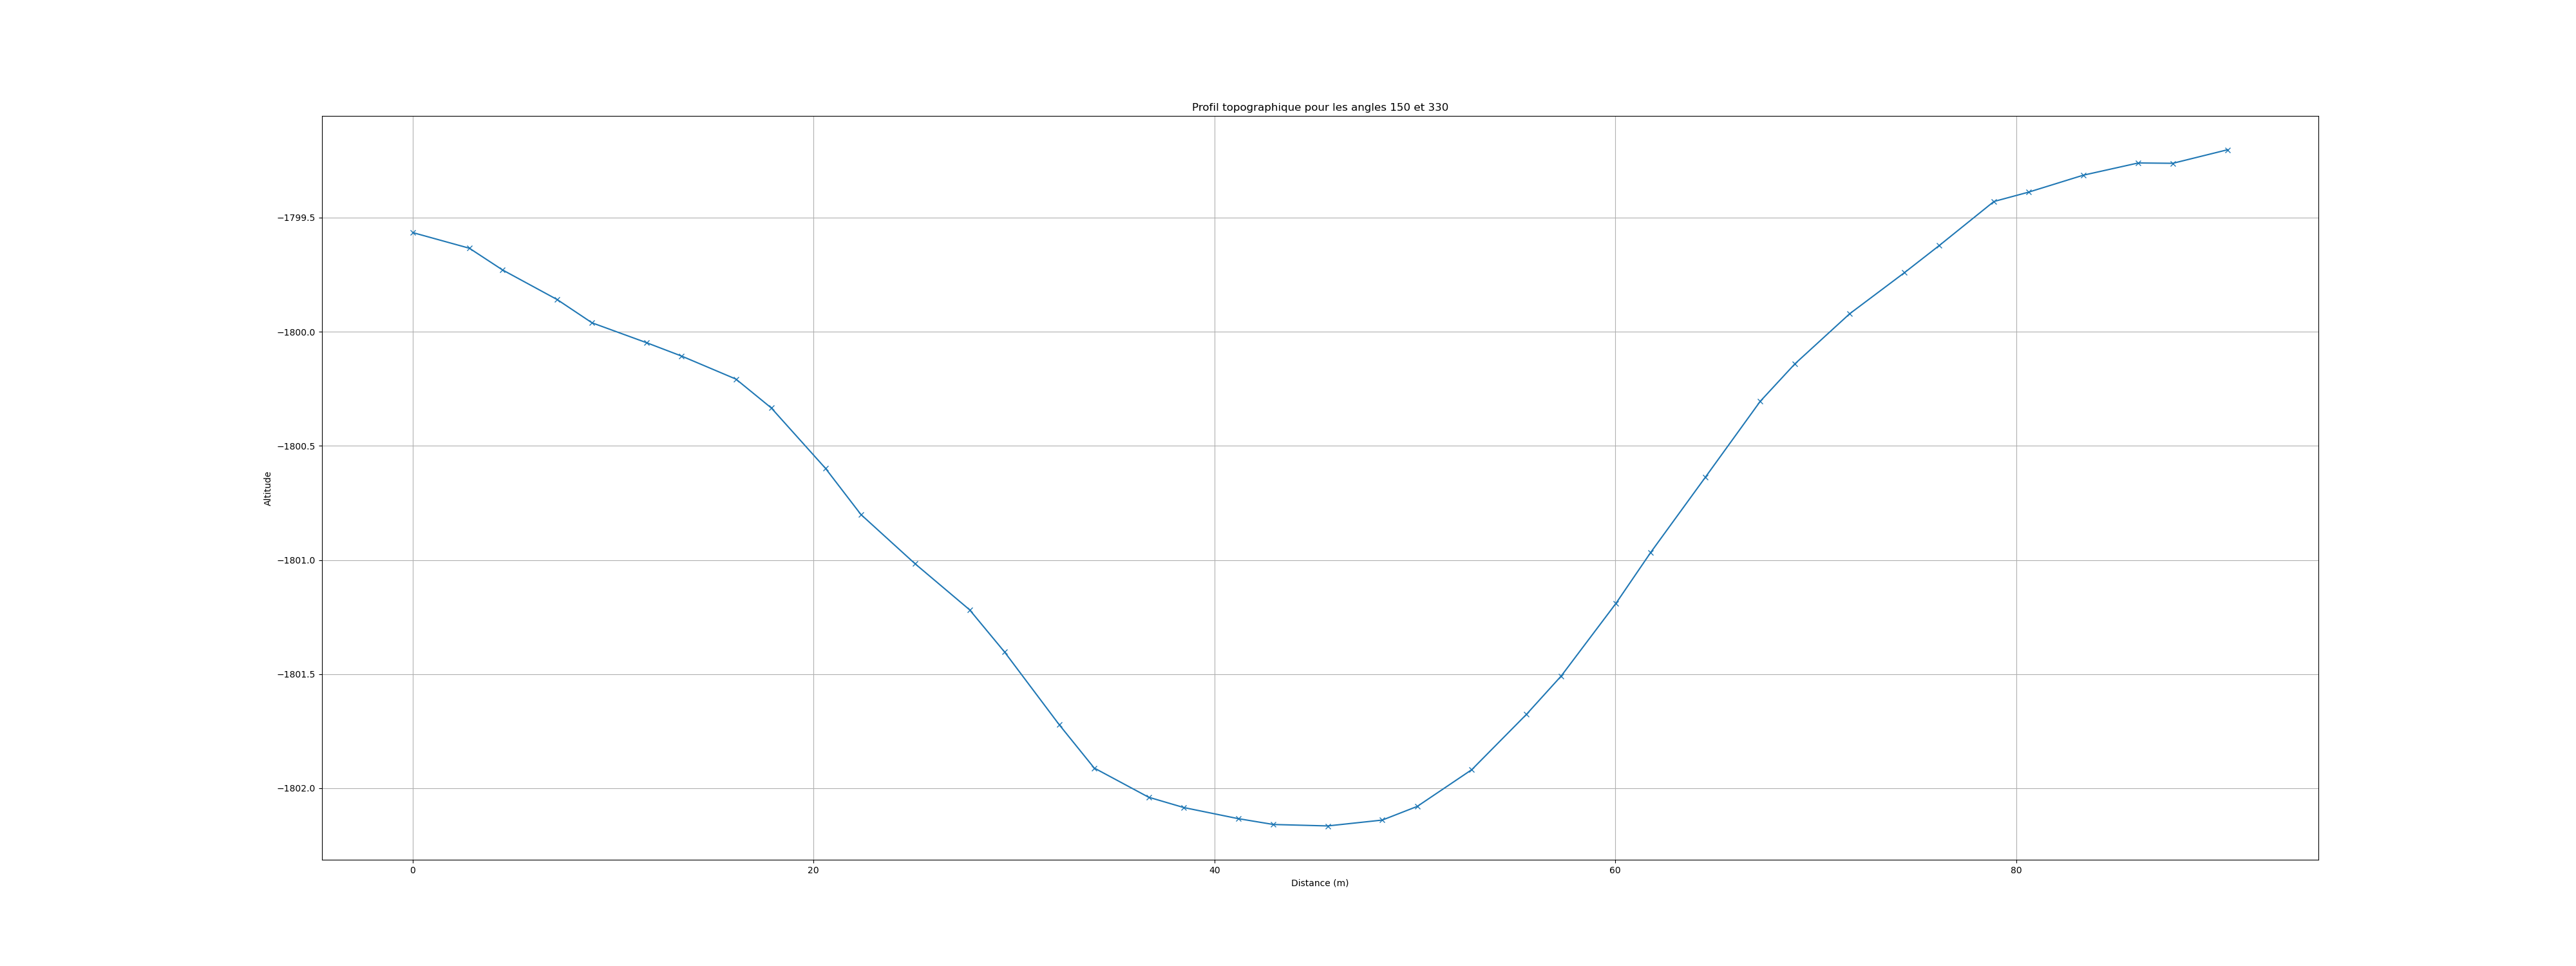 Profil topographique pour les angles 150 et 330
−1799.5
−1800.0
−1800.5
−1801.0
−1801.5
−1802.0
Altitude
0 20 40 60 80
Distance (m)